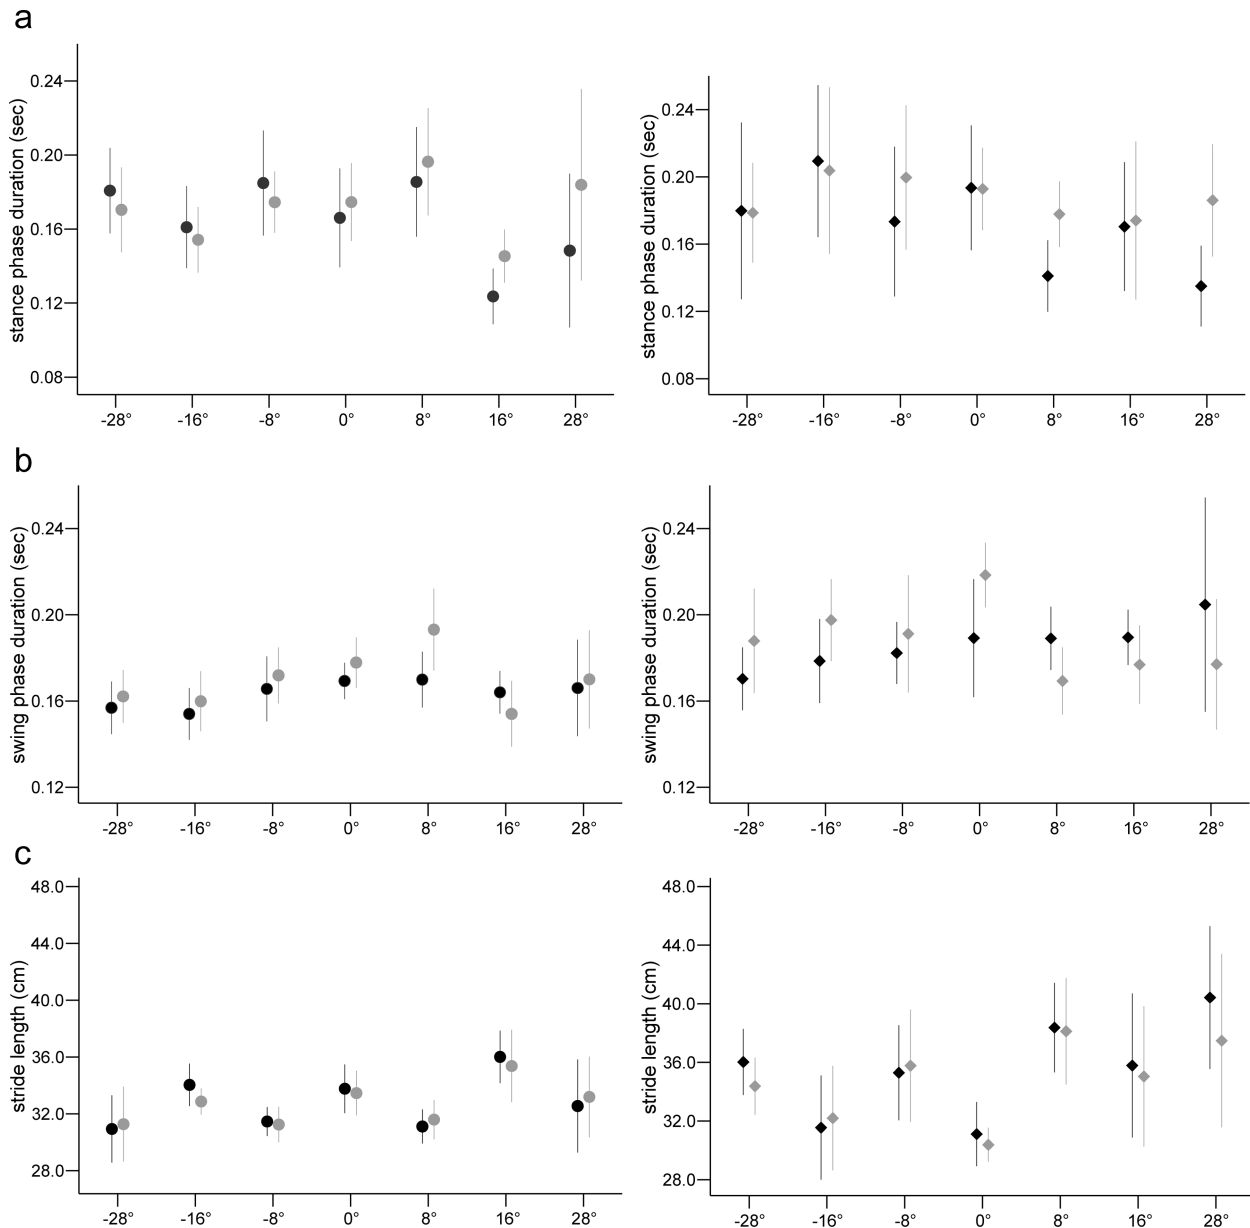 a
stance phase duration (sec)
0.24
0.20
0.16
0.12
0.08
-28° -16° -8° 0° 8° 16° 28°
stance phase duration (sec)
0.24
0.20
0.16
0.12
0.08
-28° -16° -8° 0° 8° 16° 28°
b
swing phase duration (sec)
0.24
0.20
0.16
0.12
-28° -16° -8° 0° 8° 16° 28°
swing phase duration (sec)
0.24
0.20
0.16
0.12
-28° -16° -8° 0° 8° 16° 28°
c
stride length (cm)
48.0
44.0
40.0
36.0
32.0
28.0
-28° -16° -8° 0° 8° 16° 28°
stride length (cm)
48.0
44.0
40.0
36.0
32.0
28.0
-28° -16° -8° 0° 8° 16° 28°